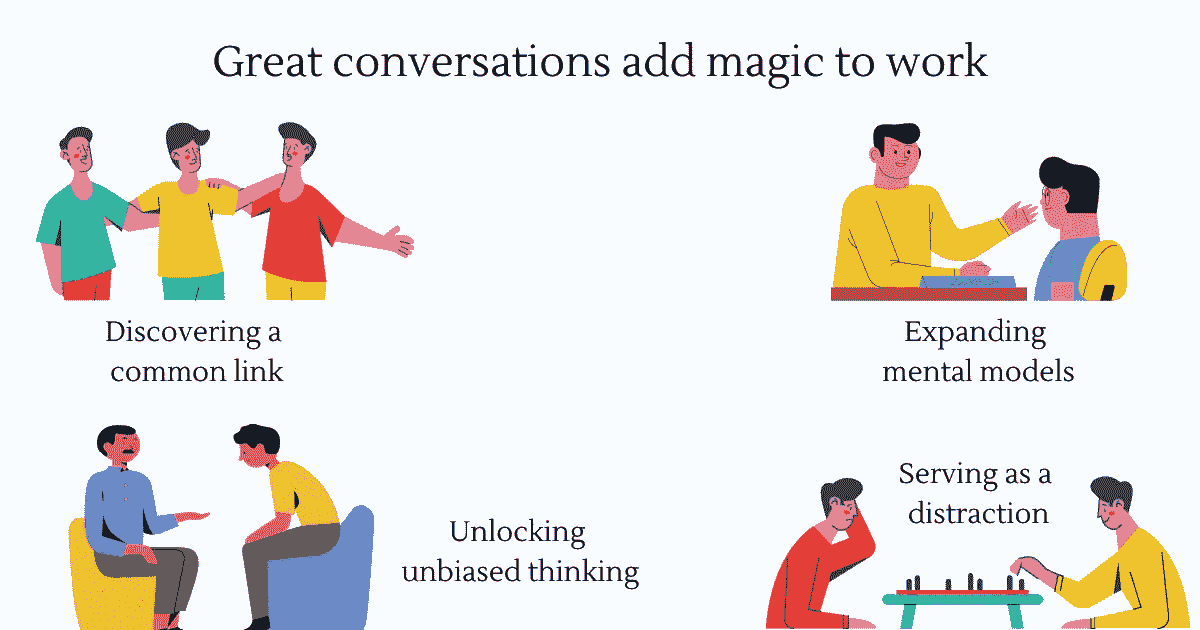 Great conversations add magic to work
Discovering a
common link
Expanding
mental models
Unlocking
unbiased thinking
Serving as a
distraction